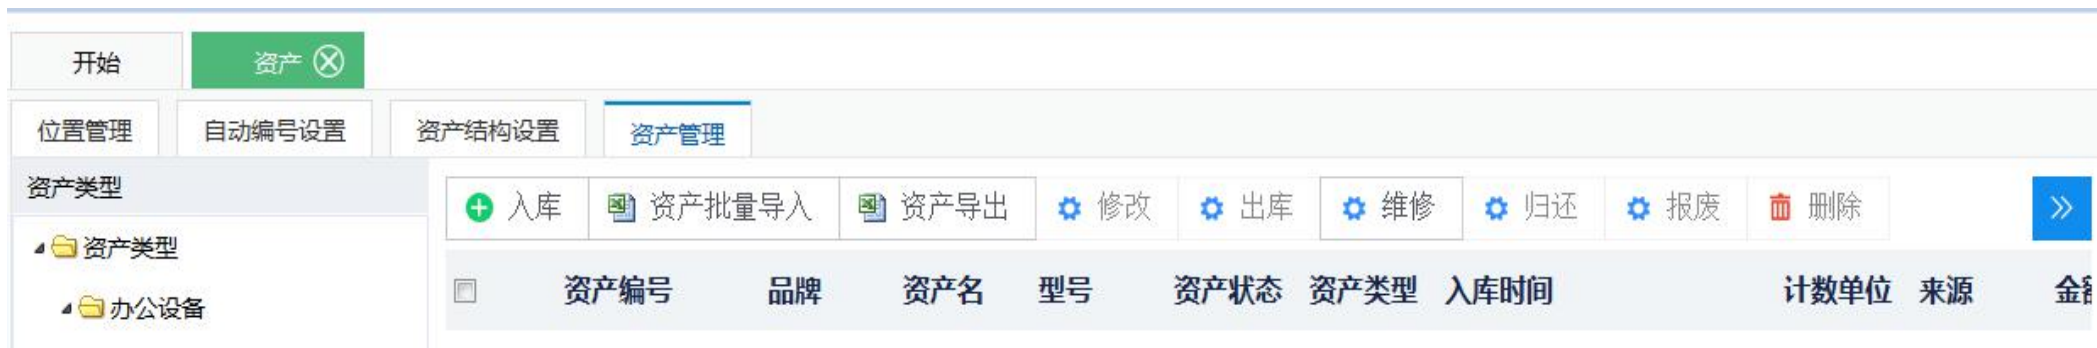 开始 资产
位置管理 自动编号设置 资产结构设置 资产管理
资产类型
入库 资产批量导入 资产导出 修改 出库 维修 归还 报废 删除
资产类型
资产编号 品牌 资产名 型号 资产状态 资产类型 入库时间 计数单位 来源 金
办公设备